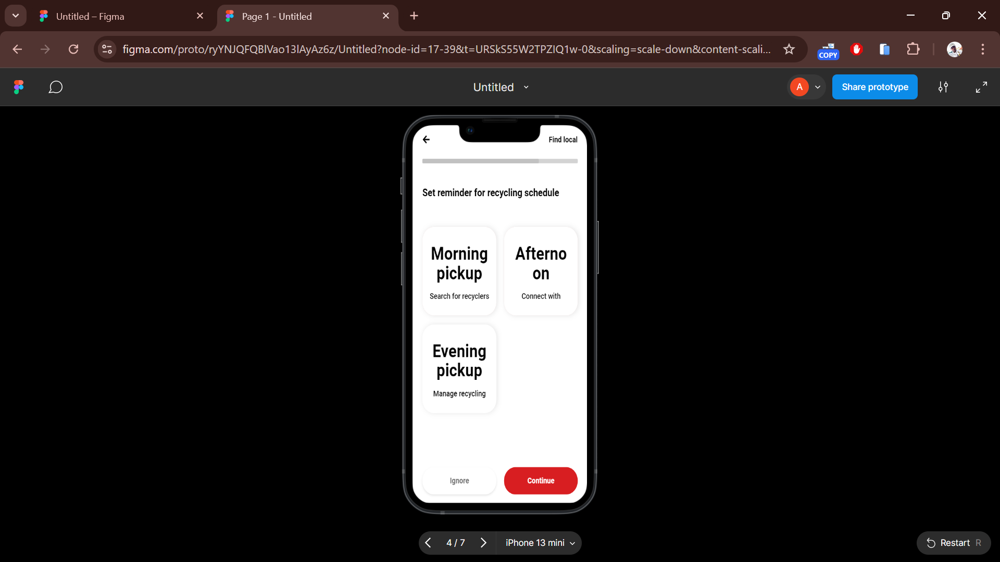 Untitled – Figma
Page 1 - Untitled
figma.com/proto/ryYNJQFQBlVao13lAyAz6z/Untitled?node-id=17-39&t=URSkS55W2TPZIQ1w-0&scaling=scale-down&content-scali...
COPY
Untitled
A
Share prototype
Find local
Set reminder for recycling schedule
Morning
pickup
Search for recyclers
Afterno
on
Connect with
Evening
pickup
Manage recycling
Ignore
Continue
4 / 7
iPhone 13 mini
Restart R